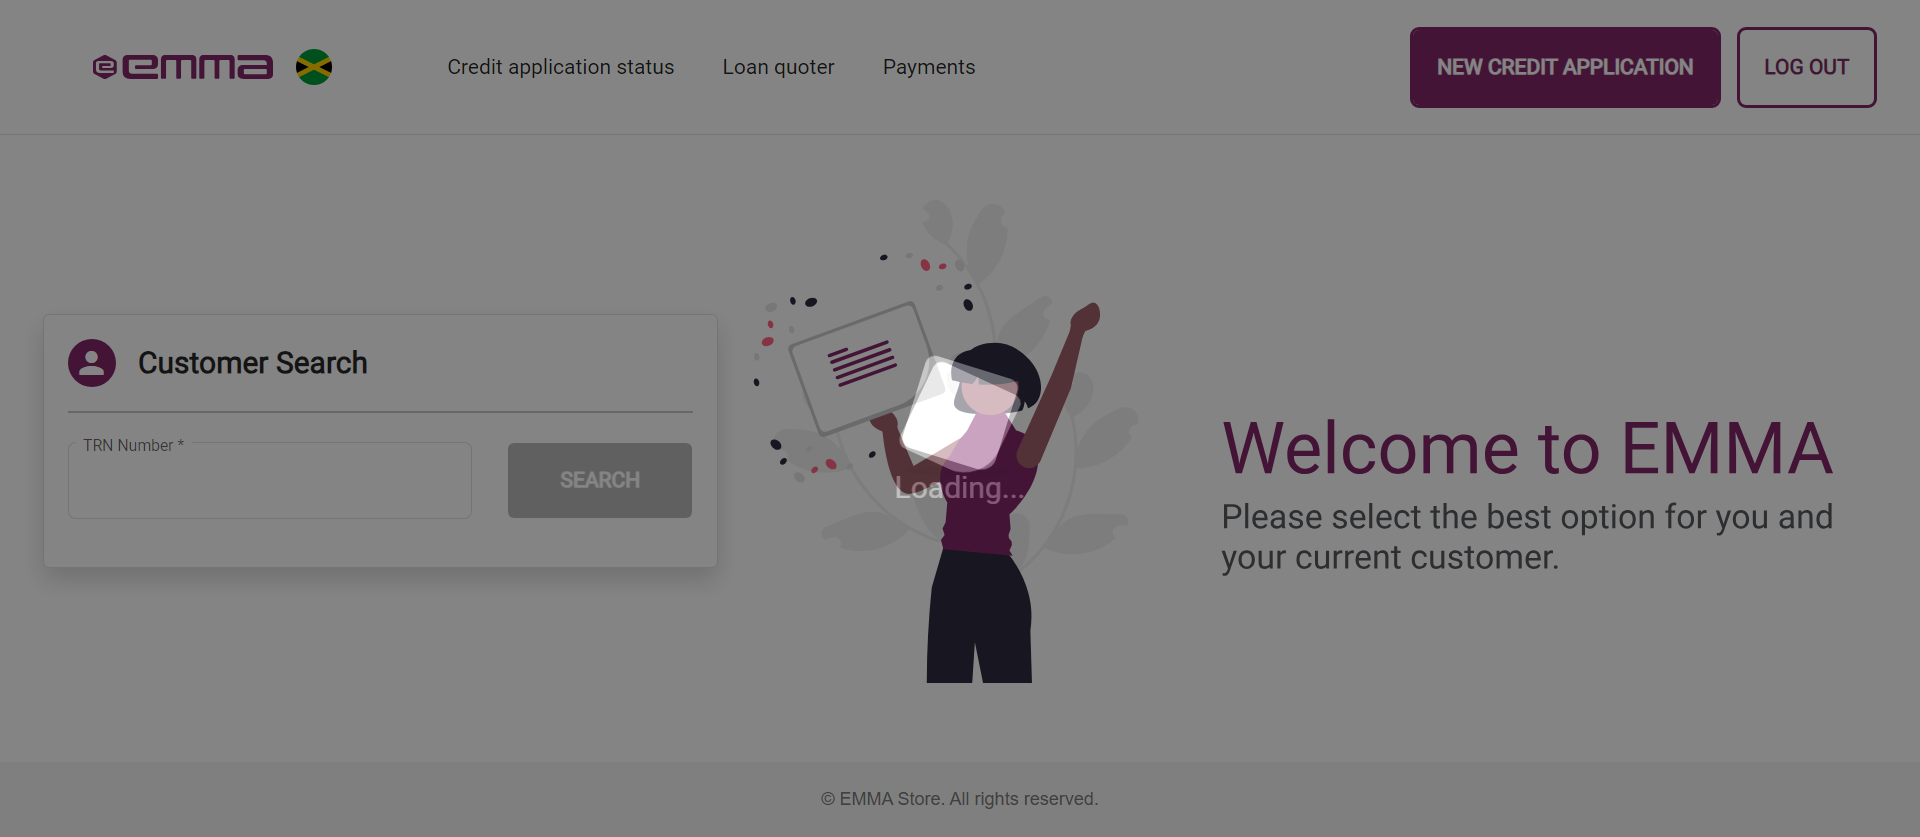 emma
Credit application status
Loan quoter
Payments
NEW CREDIT APPLICATION
LOG OUT
Customer Search
TRN Number *
SEARCH
Loading...
Welcome to EMMA
Please select the best option for you and
your current customer.
© EMMA Store. All rights reserved.